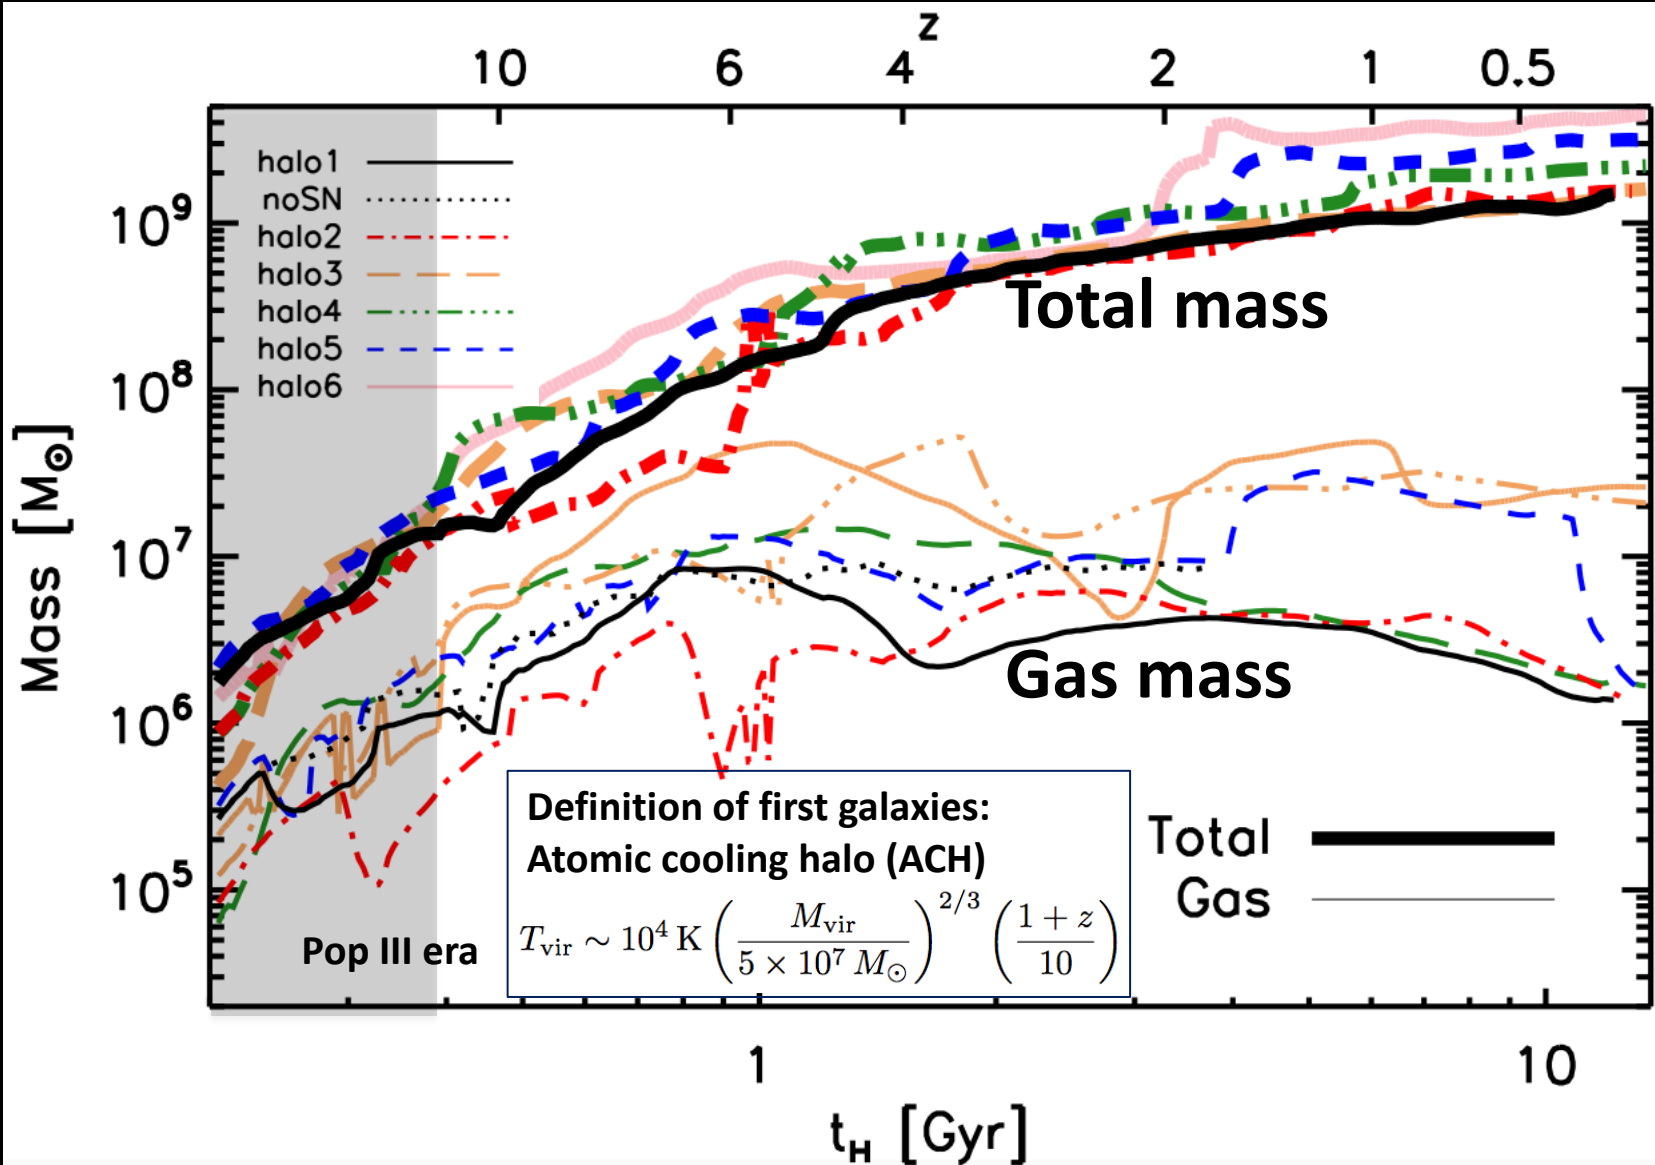 z
10 6 4 2 1 0.5
halo1
noSN
halo2
halo3
halo4
halo5
halo6
10⁹
10⁸
10⁷
10⁶
10⁵
Mass [M⊙]
Total mass
Gas mass
Definition of first galaxies:
Atomic cooling halo (ACH)
T_vir ∼ 10⁴ K (M_vir / 5 × 10⁷ M⊙)^{2/3} (1 + z / 10)
Pop III era
Total
Gas
1 10
t_H [Gyr]